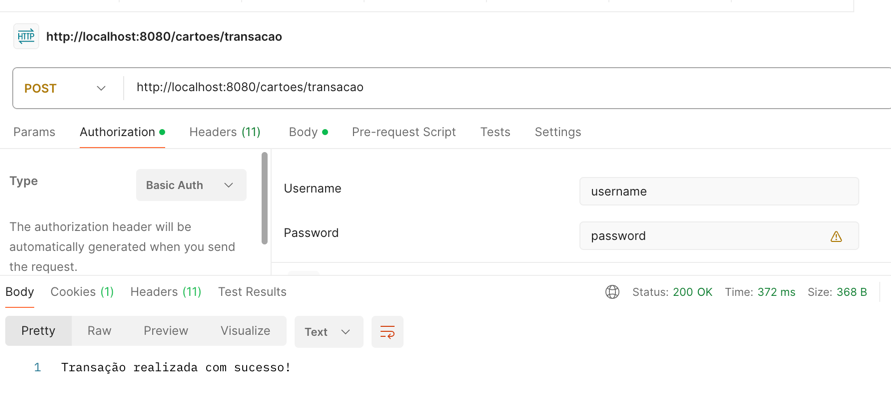 HTTP http://localhost:8080/cartoes/transacao
POST http://localhost:8080/cartoes/transacao
Params Authorization Headers (11) Body Pre-request Script Tests Settings
Type Basic Auth
The authorization header will be
automatically generated when you send
the request.
Username username
Password password
Body Cookies (1) Headers (11) Test Results Status: 200 OK Time: 372 ms Size: 368 B
Pretty Raw Preview Visualize Text
1 Transação realizada com sucesso!